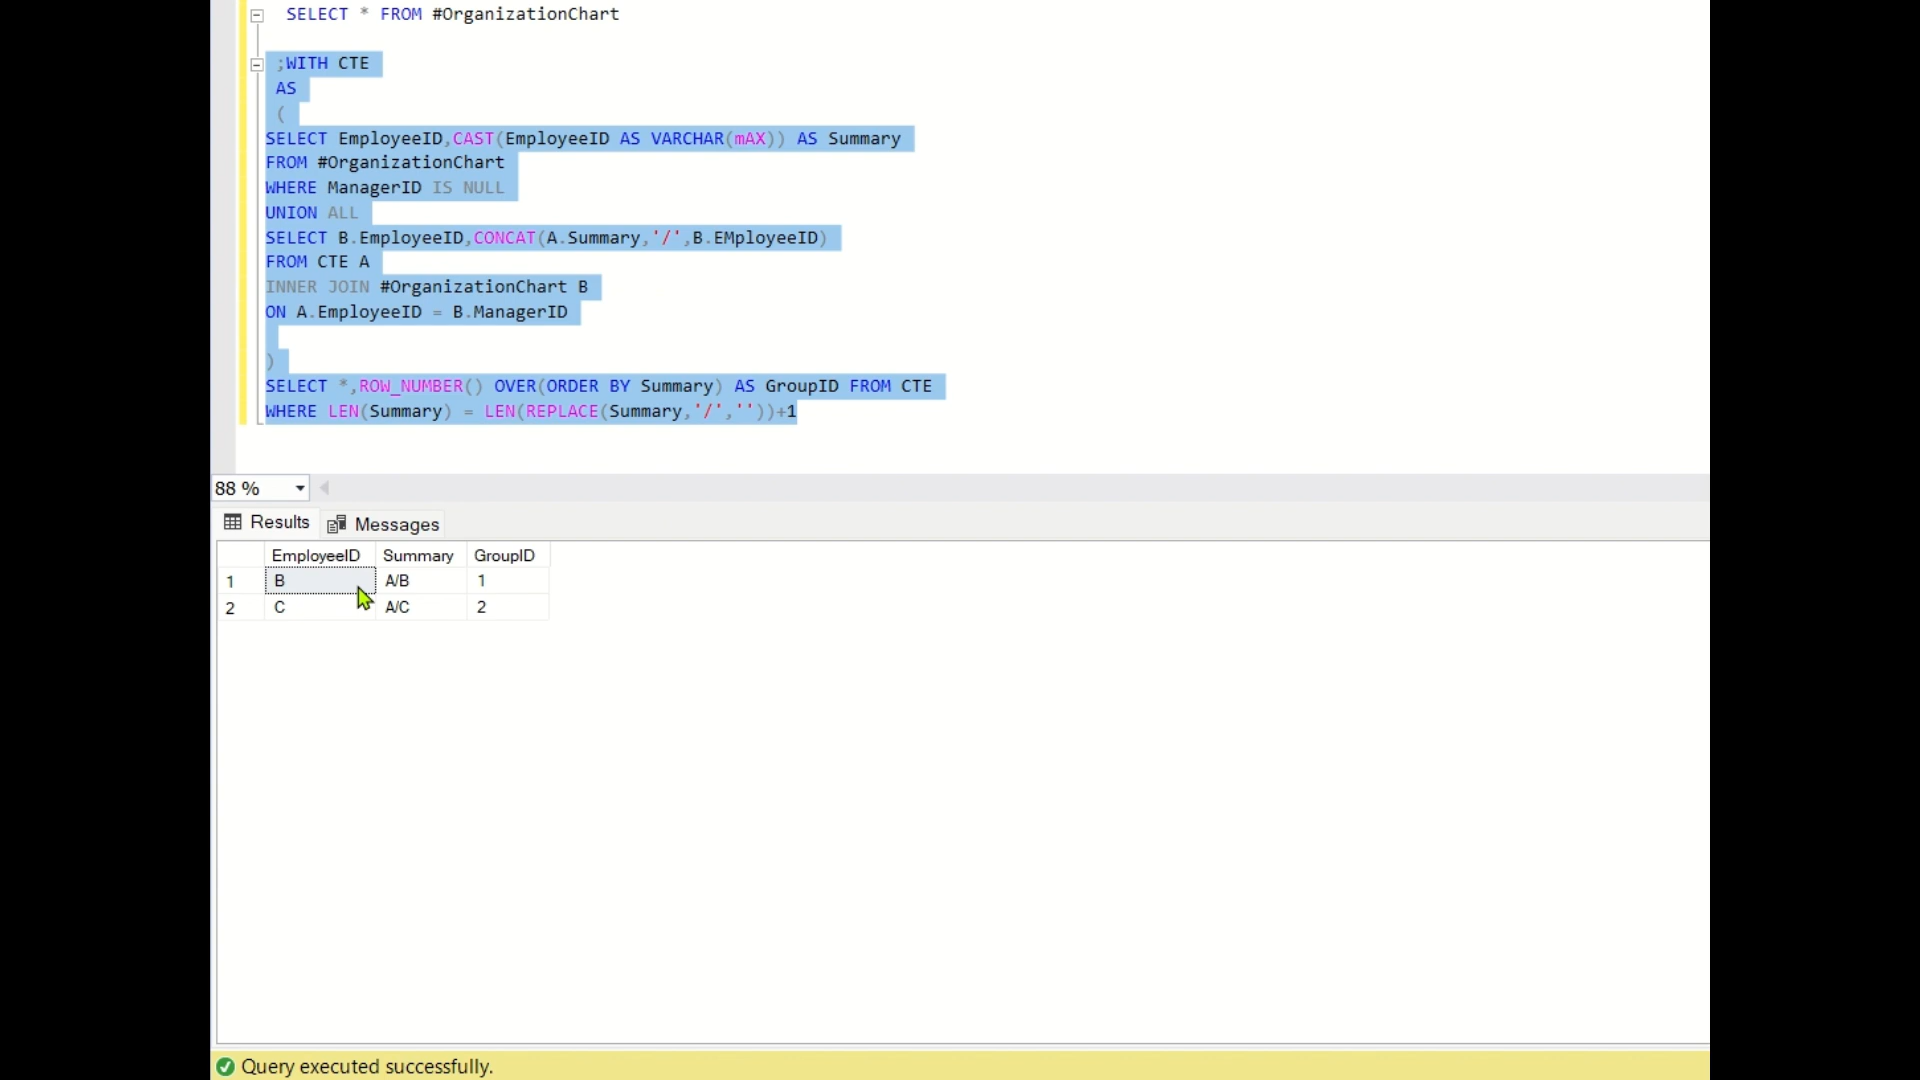 SELECT * FROM #OrganizationChart
;WITH CTE
AS
(
SELECT EmployeeID,CAST(EmployeeID AS VARCHAR(mAX)) AS Summary
FROM #OrganizationChart
WHERE ManagerID IS NULL
UNION ALL
SELECT B.EmployeeID,CONCAT(A.Summary,'/',B.EMployeeID)
FROM CTE A
INNER JOIN #OrganizationChart B
ON A.EmployeeID = B.ManagerID
)
SELECT *,ROW_NUMBER() OVER(ORDER BY Summary) AS GroupID FROM CTE
WHERE LEN(Summary) = LEN(REPLACE(Summary,'/',''))+1
88 %
Results Messages
EmployeeID Summary GroupID
1 B A/B 1
2 C A/C 2
Query executed successfully.